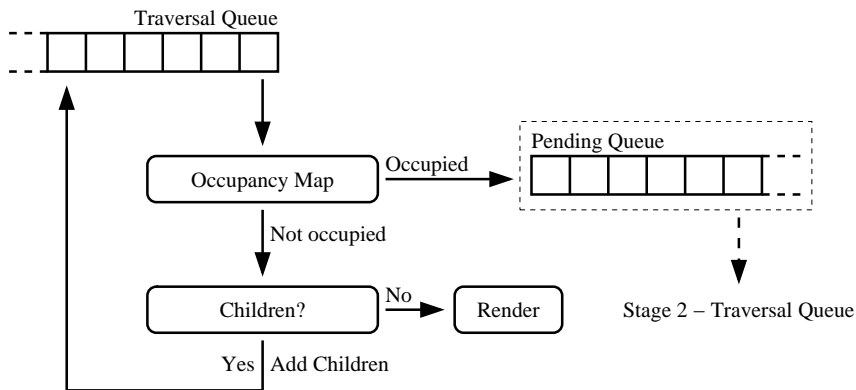 Traversal Queue
Pending Queue
Occupancy Map
Occupied
Not occupied
Children?
No
Render
Stage 2 – Traversal Queue
Yes
Add Children